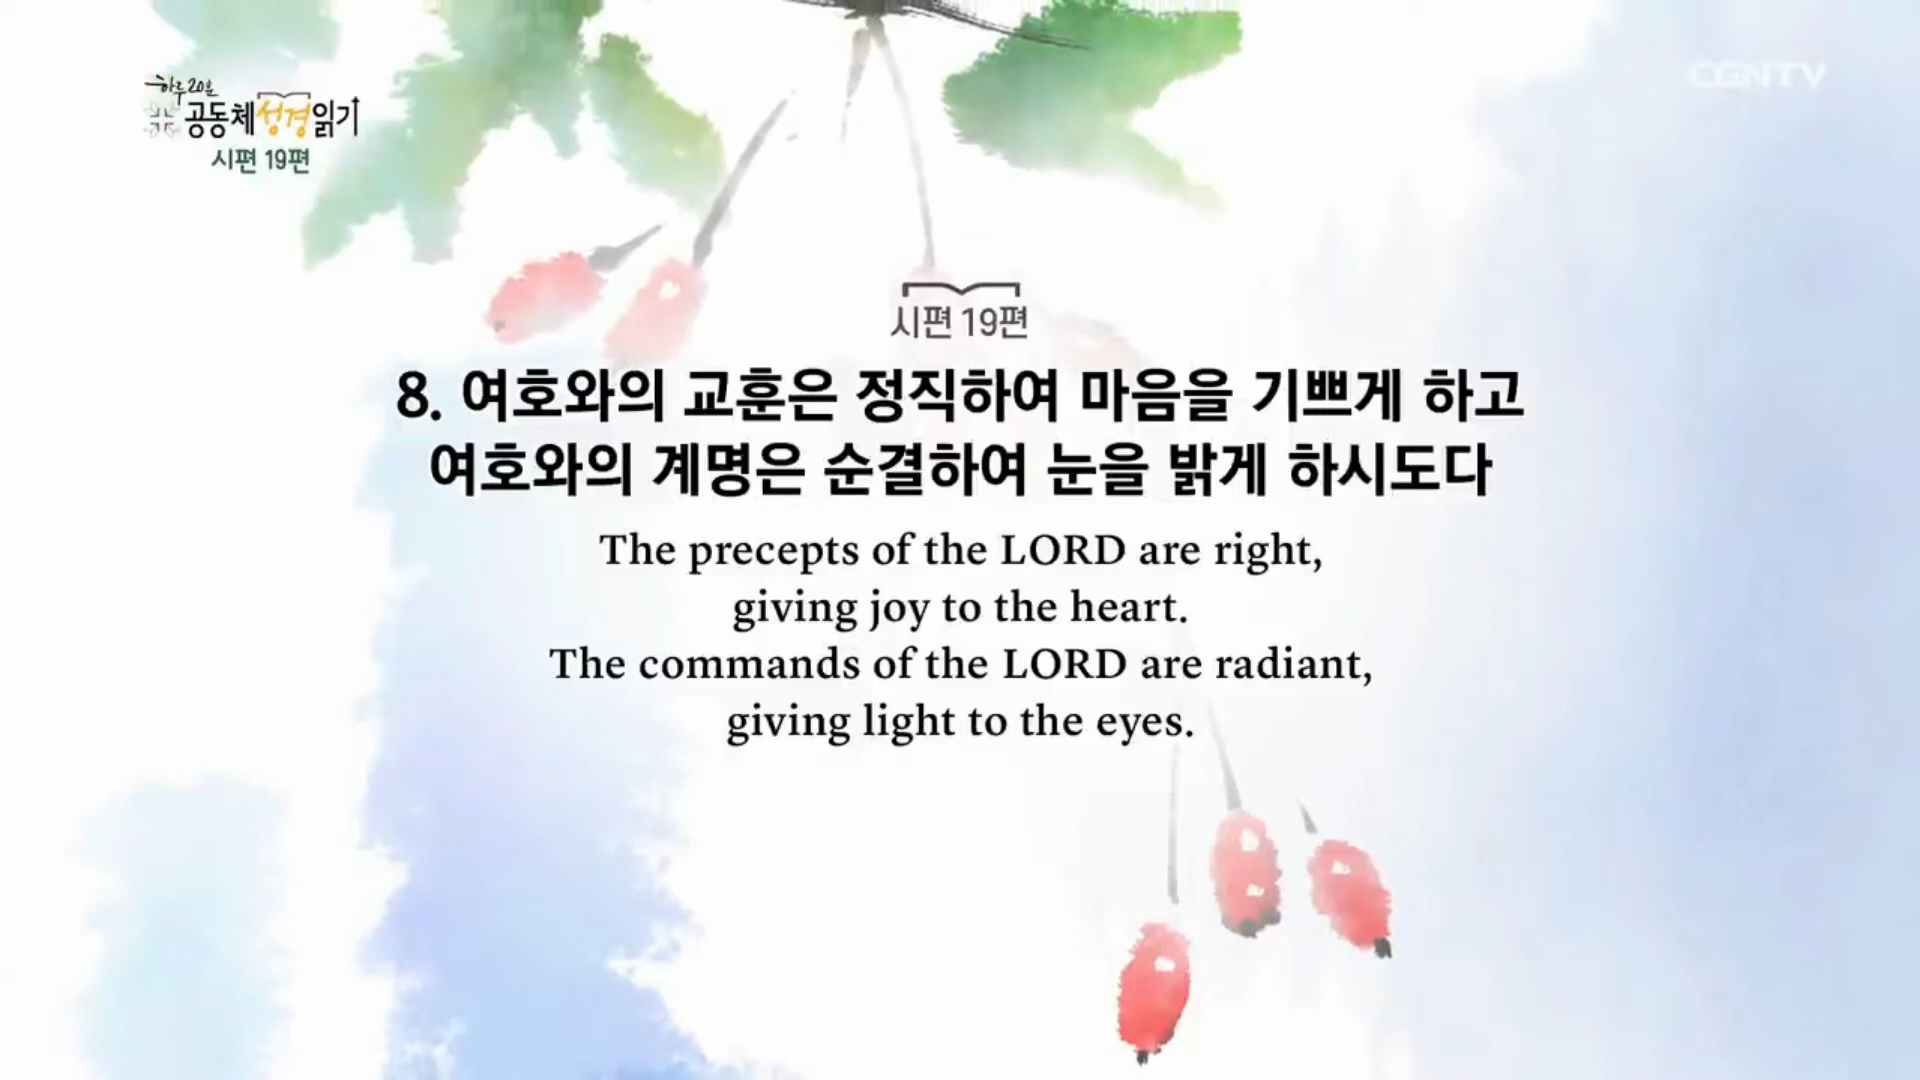 하루 20분
공동체성경읽기
시편 19편
CGNTV
시편 19편
8. 여호와의 교훈은 정직하여 마음을 기쁘게 하고
여호와의 계명은 순결하여 눈을 밝게 하시도다
The precepts of the LORD are right,
giving joy to the heart.
The commands of the LORD are radiant,
giving light to the eyes.